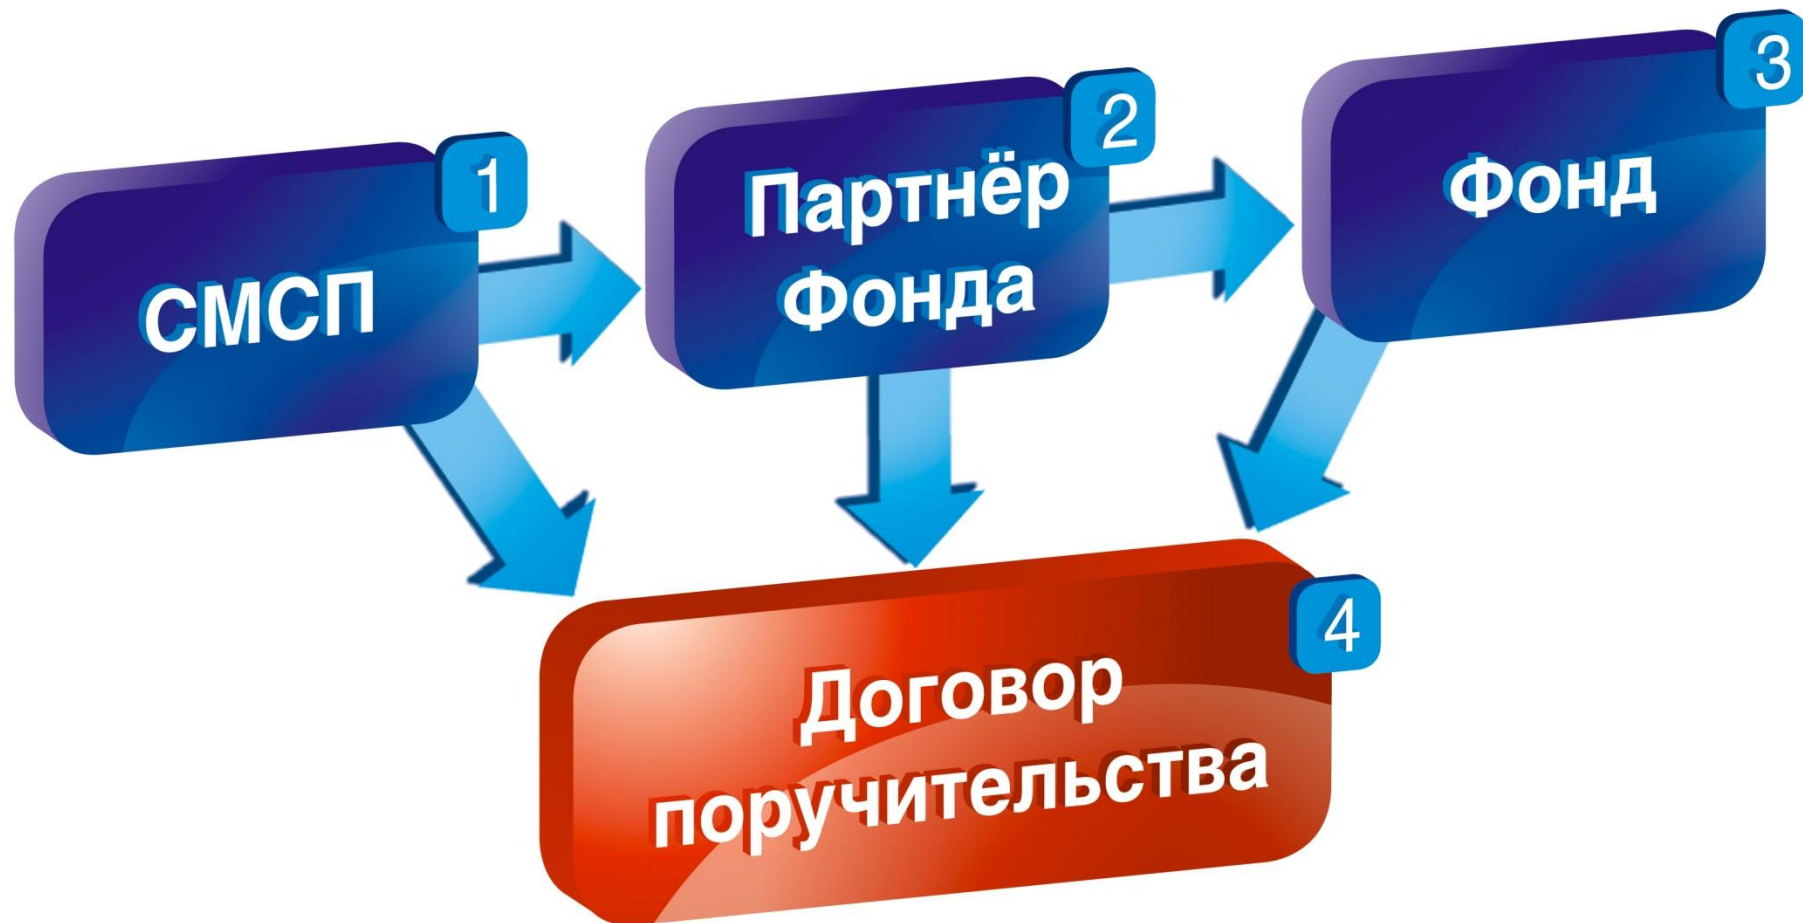 1
СМСП
2
Партнёр
Фонда
3
Фонд
4
Договор
поручительства